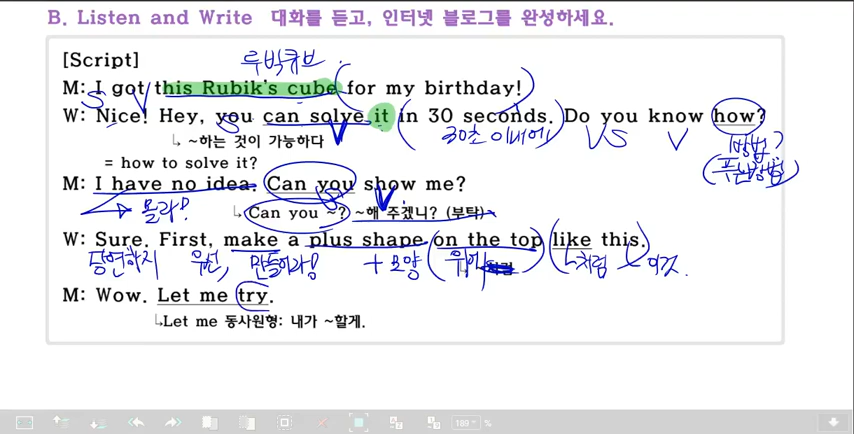 B. Listen and Write 대화를 듣고, 인터넷 블로그를 완성하세요.
[Script]
루빅큐브
M: I got this Rubik's cube for my birthday!
S V
W: Nice! Hey, you can solve it in 30 seconds. Do you know how?
S V 30초 이내에 V S V 방법?
↳ ~하는 것이 가능하다
(푸는방법)
= how to solve it?
M: I have no idea. Can you show me?
몰라! V S V
↳ Can you ~? ~해 주겠니? (부탁)
W: Sure. First, make a plus shape on the top like this.
당연하지 우선, 만들어라! + 모양 위에 ↳처럼 이것.
M: Wow. Let me try.
↳Let me 동사원형: 내가 ~할게.
189 %